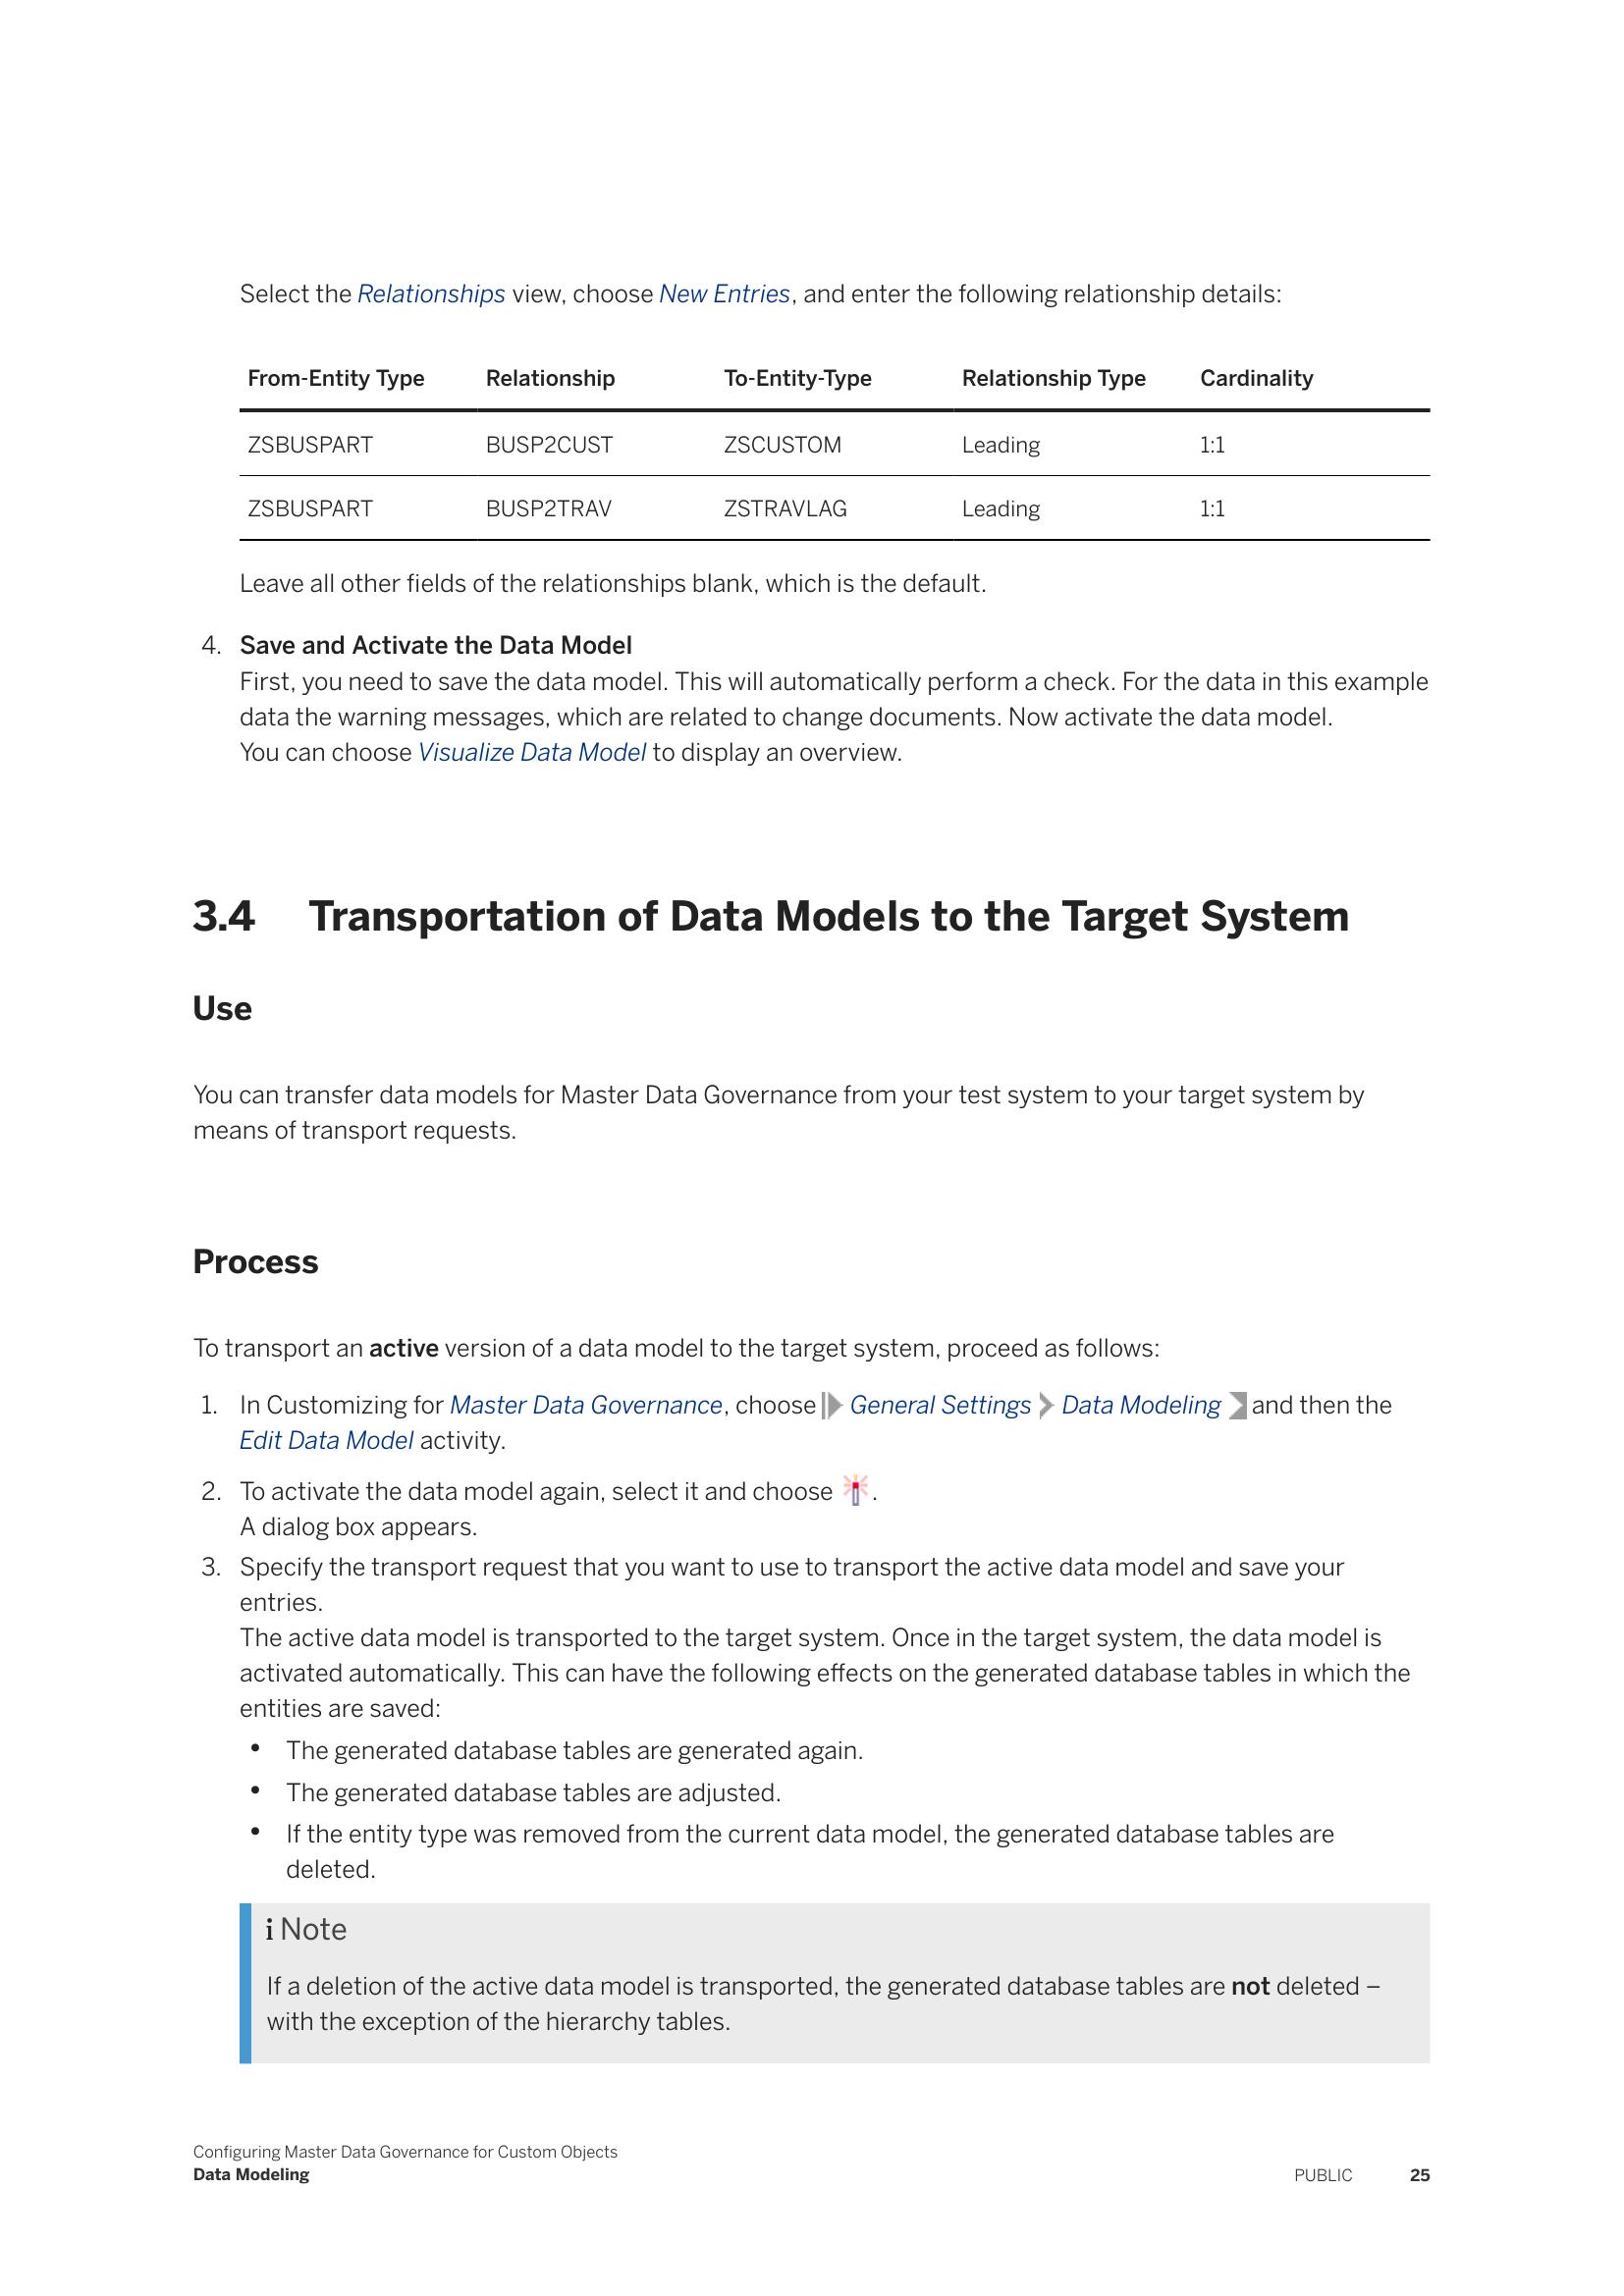 Select the Relationships view, choose New Entries, and enter the following relationship details:
From-Entity Type Relationship To-Entity-Type Relationship Type Cardinality
ZSBUSPART BUSP2CUST ZSCUSTOM Leading 1:1
ZSBUSPART BUSP2TRAV ZSTRAVLAG Leading 1:1
Leave all other fields of the relationships blank, which is the default.
4. Save and Activate the Data Model
First, you need to save the data model. This will automatically perform a check. For the data in this example
data the warning messages, which are related to change documents. Now activate the data model.
You can choose Visualize Data Model to display an overview.
3.4 Transportation of Data Models to the Target System
Use
You can transfer data models for Master Data Governance from your test system to your target system by
means of transport requests.
Process
To transport an active version of a data model to the target system, proceed as follows:
1. In Customizing for Master Data Governance, choose General Settings Data Modeling and then the
Edit Data Model activity.
2. To activate the data model again, select it and choose .
A dialog box appears.
3. Specify the transport request that you want to use to transport the active data model and save your
entries.
The active data model is transported to the target system. Once in the target system, the data model is
activated automatically. This can have the following effects on the generated database tables in which the
entities are saved:
• The generated database tables are generated again.
• The generated database tables are adjusted.
• If the entity type was removed from the current data model, the generated database tables are
deleted.
i Note
If a deletion of the active data model is transported, the generated database tables are not deleted –
with the exception of the hierarchy tables.
Configuring Master Data Governance for Custom Objects
Data Modeling PUBLIC 25